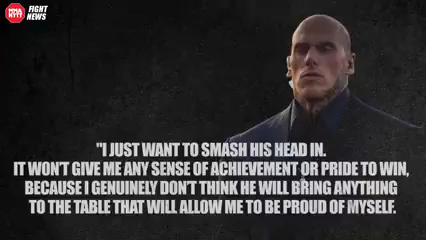 MMA
HYTT
FIGHT
NEWS
"I JUST WANT TO SMASH HIS HEAD IN.
IT WON'T GIVE ME ANY SENSE OF ACHIEVEMENT OR PRIDE TO WIN,
BECAUSE I GENUINELY DON'T THINK HE WILL BRING ANYTHING
TO THE TABLE THAT WILL ALLOW ME TO BE PROUD OF MYSELF.